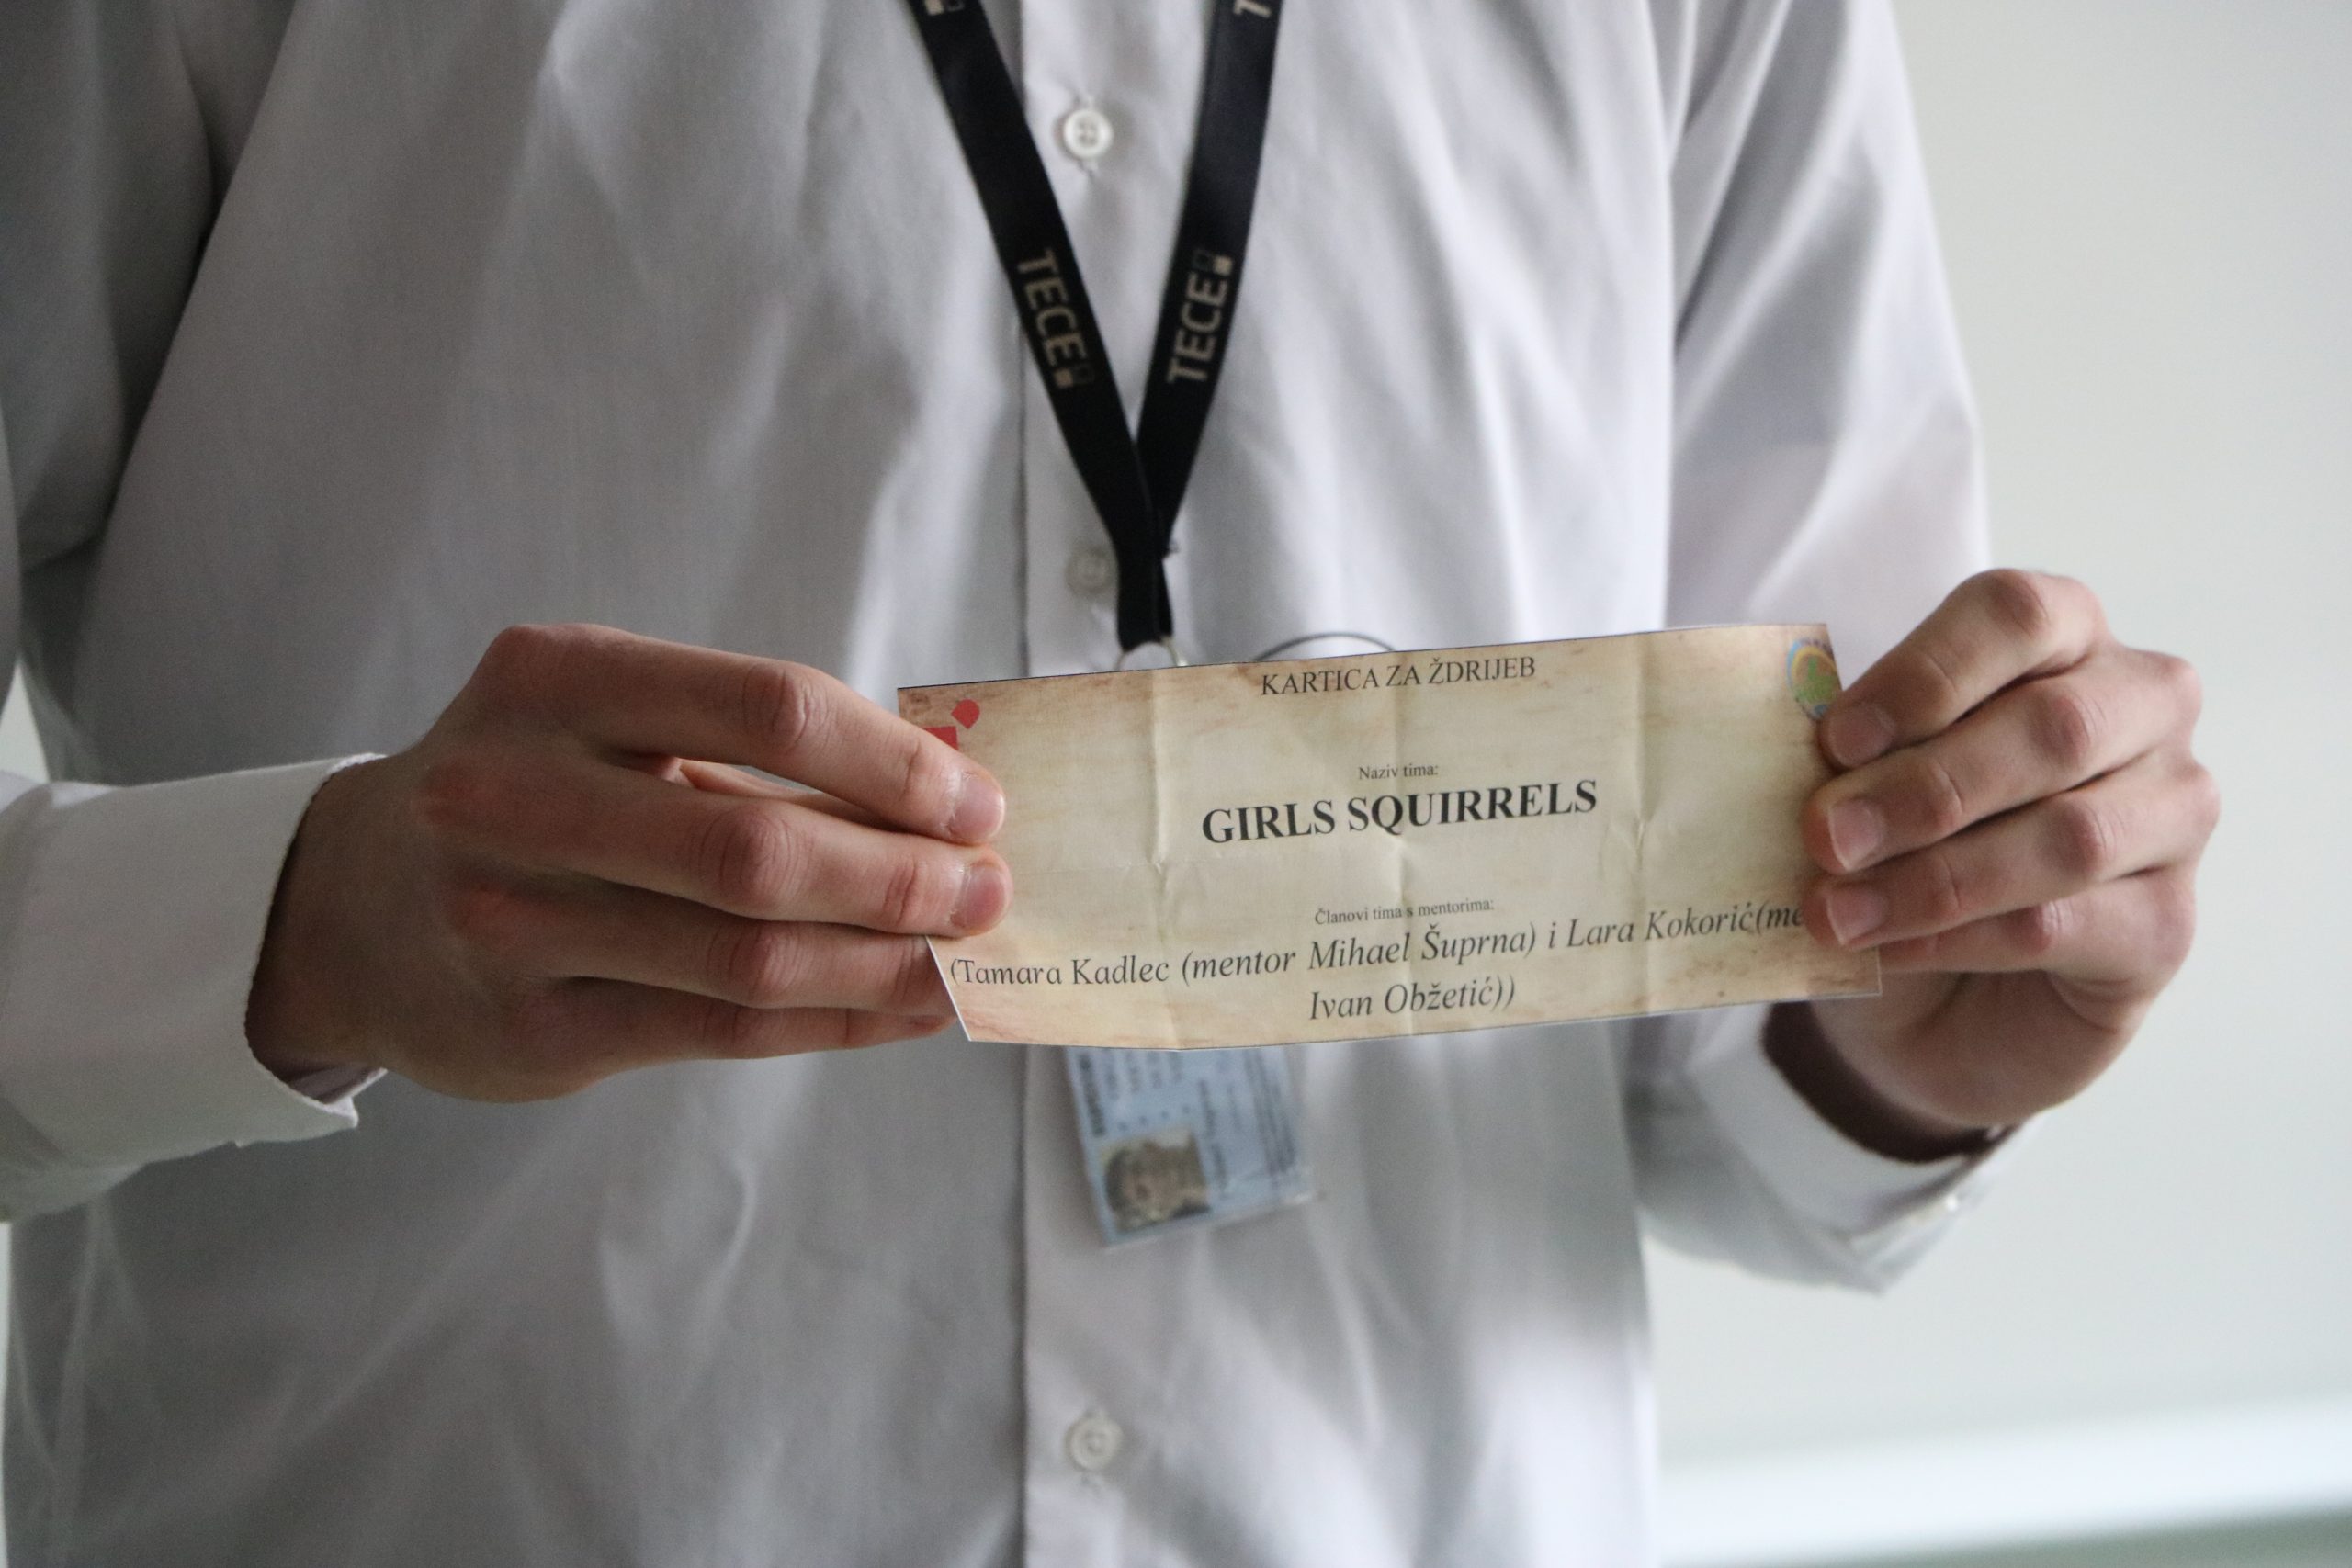 TECE
TECE
KARTICA ZA ŽDRIJEB
Naziv tima:
GIRLS SQUIRRELS
Članovi tima s mentorima:
(Tamara Kadlec (mentor Mihael Šuprna) i Lara Kokorić(me
Ivan Obžetić))